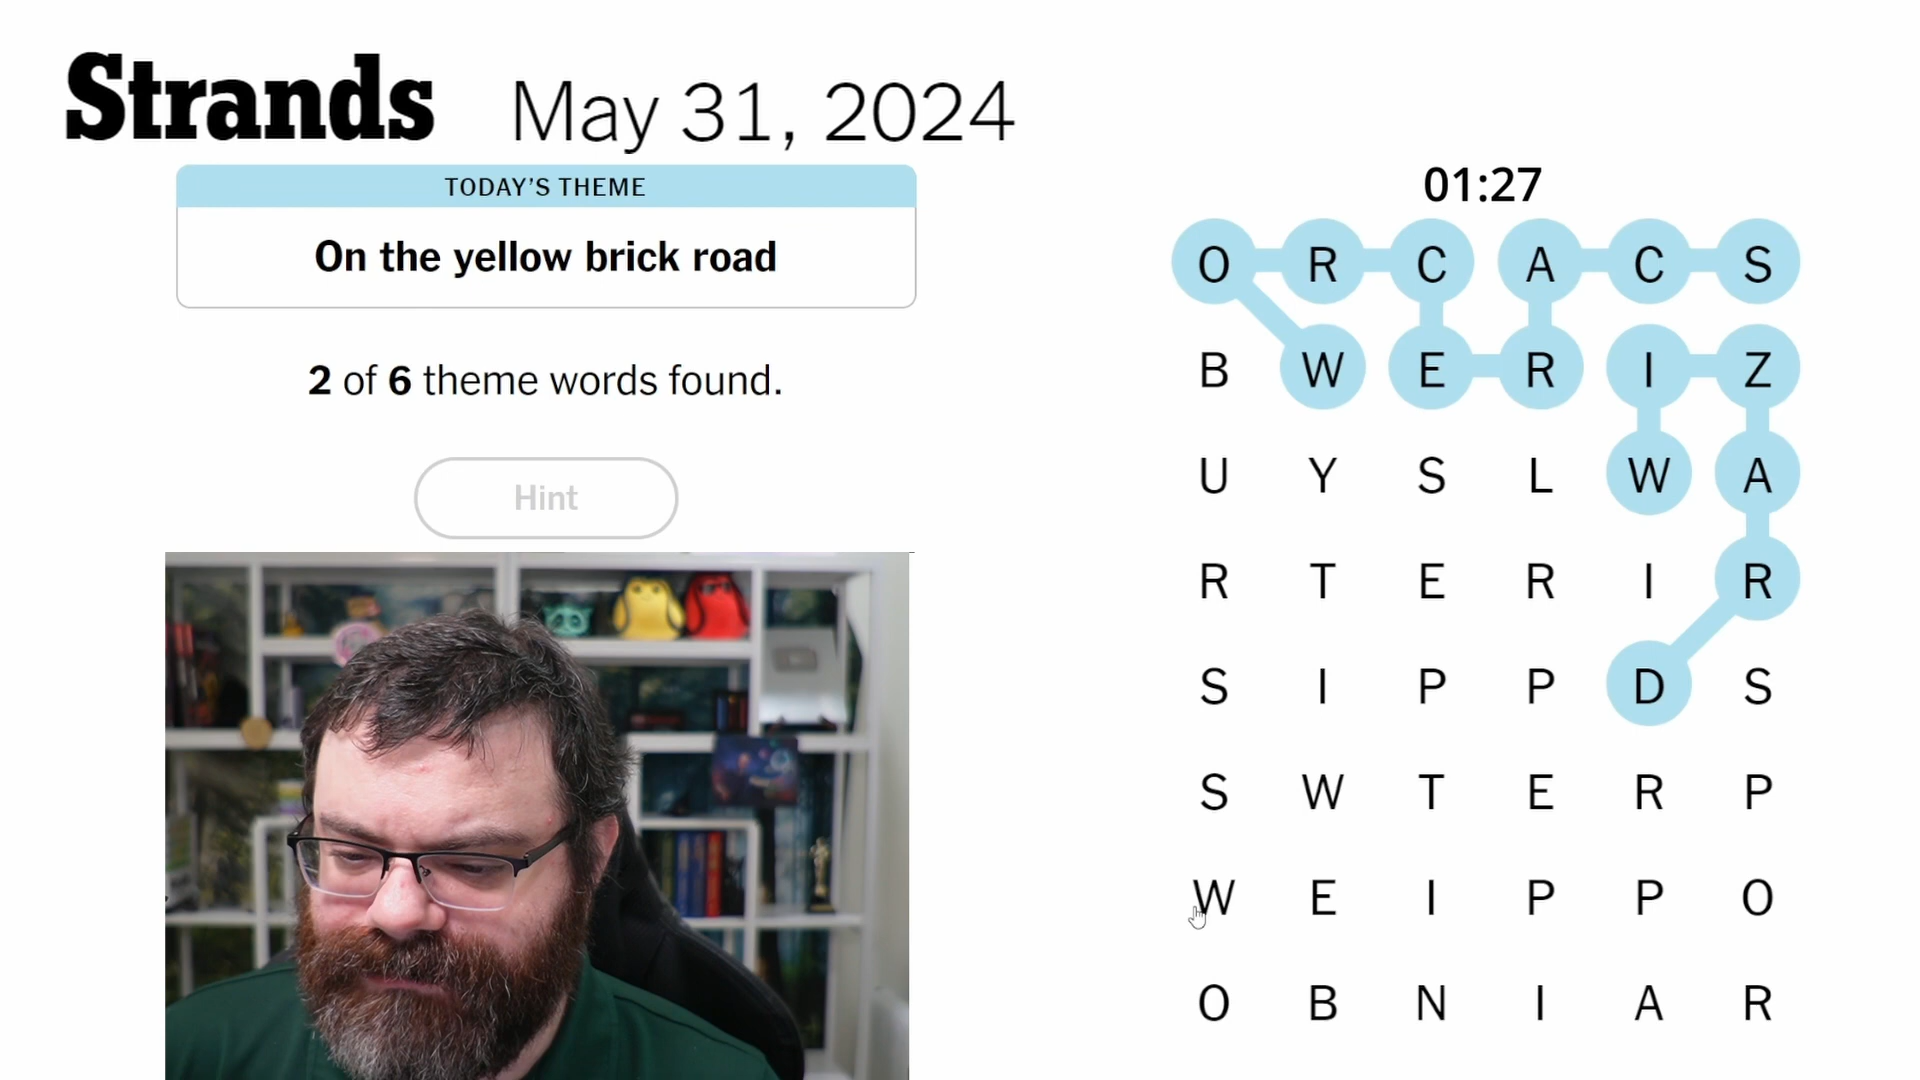 Strands May 31, 2024
TODAY'S THEME
On the yellow brick road
2 of 6 theme words found.
Hint
01:27
O R C A C S
B W E R I Z
U Y S L W A
R T E R I R
S I P P D S
S W T E R P
W E I P P O
O B N I A R